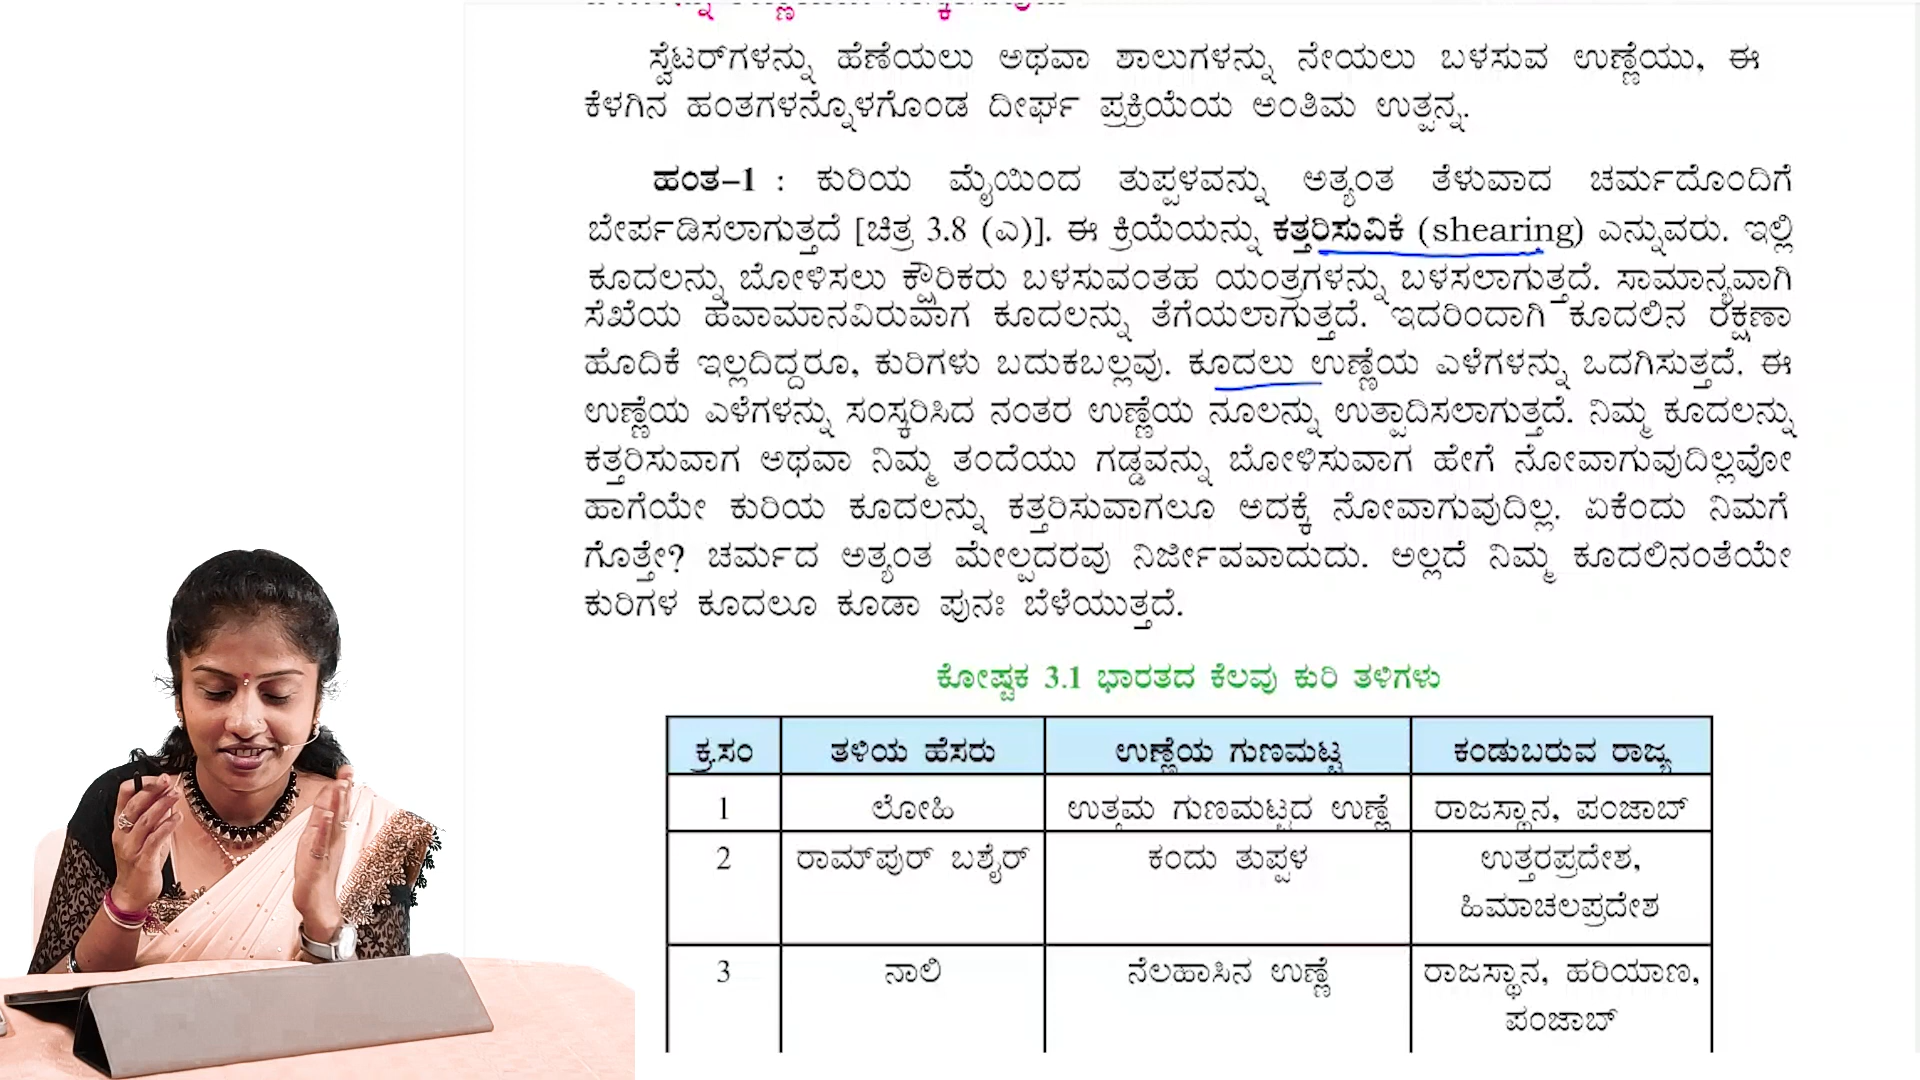 ಸ್ವೆಟರ್‌ಗಳನ್ನು ಹೆಣೆಯಲು ಅಥವಾ ಶಾಲುಗಳನ್ನು ನೇಯಲು ಬಳಸುವ ಉಣ್ಣೆಯು, ಈ
ಕೆಳಗಿನ ಹಂತಗಳನ್ನೊಳಗೊಂಡ ದೀರ್ಘ ಪ್ರಕ್ರಿಯೆಯ ಅಂತಿಮ ಉತ್ಪನ್ನ.
ಹಂತ–1 : ಕುರಿಯ ಮೈಯಿಂದ ತುಪ್ಪಳವನ್ನು ಅತ್ಯಂತ ತೆಳುವಾದ ಚರ್ಮದೊಂದಿಗೆ
ಬೇರ್ಪಡಿಸಲಾಗುತ್ತದೆ [ಚಿತ್ರ 3.8 (ಎ)]. ಈ ಕ್ರಿಯೆಯನ್ನು ಕತ್ತರಿಸುವಿಕೆ (shearing) ಎನ್ನುವರು. ಇಲ್ಲಿ
ಕೂದಲನ್ನು ಬೋಳಿಸಲು ಕ್ಷೌರಿಕರು ಬಳಸುವಂತಹ ಯಂತ್ರಗಳನ್ನು ಬಳಸಲಾಗುತ್ತದೆ. ಸಾಮಾನ್ಯವಾಗಿ
ಸೆಖೆಯ ಹವಾಮಾನವಿರುವಾಗ ಕೂದಲನ್ನು ತೆಗೆಯಲಾಗುತ್ತದೆ. ಇದರಿಂದಾಗಿ ಕೂದಲಿನ ರಕ್ಷಣಾ
ಹೊದಿಕೆ ಇಲ್ಲದಿದ್ದರೂ, ಕುರಿಗಳು ಬದುಕಬಲ್ಲವು. ಕೂದಲು ಉಣ್ಣೆಯ ಎಳೆಗಳನ್ನು ಒದಗಿಸುತ್ತದೆ. ಈ
ಉಣ್ಣೆಯ ಎಳೆಗಳನ್ನು ಸಂಸ್ಕರಿಸಿದ ನಂತರ ಉಣ್ಣೆಯ ನೂಲನ್ನು ಉತ್ಪಾದಿಸಲಾಗುತ್ತದೆ. ನಿಮ್ಮ ಕೂದಲನ್ನು
ಕತ್ತರಿಸುವಾಗ ಅಥವಾ ನಿಮ್ಮ ತಂದೆಯು ಗಡ್ಡವನ್ನು ಬೋಳಿಸುವಾಗ ಹೇಗೆ ನೋವಾಗುವುದಿಲ್ಲವೋ
ಹಾಗೆಯೇ ಕುರಿಯ ಕೂದಲನ್ನು ಕತ್ತರಿಸುವಾಗಲೂ ಅದಕ್ಕೆ ನೋವಾಗುವುದಿಲ್ಲ. ಏಕೆಂದು ನಿಮಗೆ
ಗೊತ್ತೇ? ಚರ್ಮದ ಅತ್ಯಂತ ಮೇಲ್ಪದರವು ನಿರ್ಜೀವವಾದುದು. ಅಲ್ಲದೆ ನಿಮ್ಮ ಕೂದಲಿನಂತೆಯೇ
ಕುರಿಗಳ ಕೂದಲೂ ಕೂಡಾ ಪುನಃ ಬೆಳೆಯುತ್ತದೆ.
ಕೋಷ್ಟಕ 3.1 ಭಾರತದ ಕೆಲವು ಕುರಿ ತಳಿಗಳು
ಕ್ರ.ಸಂ ತಳಿಯ ಹೆಸರು ಉಣ್ಣೆಯ ಗುಣಮಟ್ಟ ಕಂಡುಬರುವ ರಾಜ್ಯ
1 ಲೋಹಿ ಉತ್ತಮ ಗುಣಮಟ್ಟದ ಉಣ್ಣೆ ರಾಜಸ್ಥಾನ, ಪಂಜಾಬ್
2 ರಾಮ್‌ಪುರ್ ಬಶೈರ್ ಕಂದು ತುಪ್ಪಳ ಉತ್ತರಪ್ರದೇಶ,
ಹಿಮಾಚಲಪ್ರದೇಶ
3 ನಾಲಿ ನೆಲಹಾಸಿನ ಉಣ್ಣೆ ರಾಜಸ್ಥಾನ, ಹರಿಯಾಣ,
ಪಂಜಾಬ್